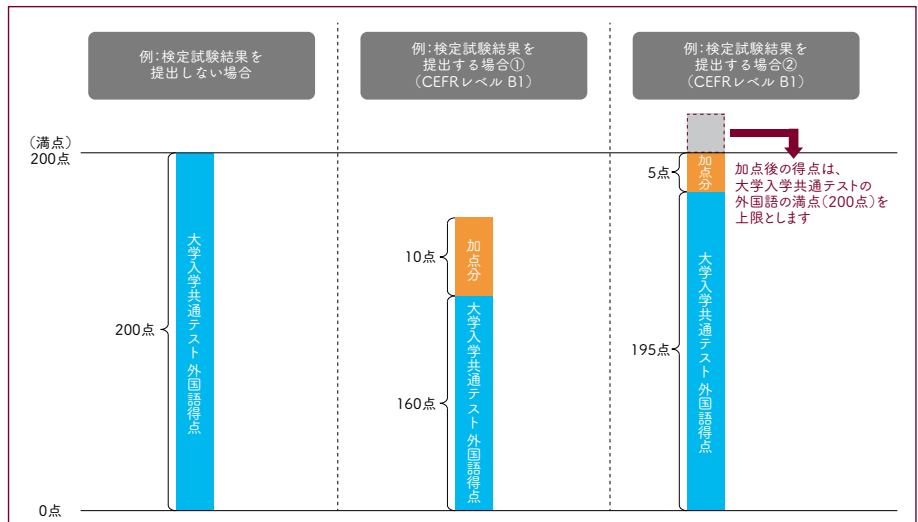 例：検定試験結果を
提出しない場合
例：検定試験結果を
提出する場合①
（CEFRレベル B1）
例：検定試験結果を
提出する場合②
（CEFRレベル B1）
（満点）
200点
0点
200点
大学入学共通テスト 外国語得点
10点
加点分
160点
大学入学共通テスト 外国語得点
5点
加点分
195点
大学入学共通テスト 外国語得点
加点後の得点は、
大学入学共通テストの
外国語の満点（200点）を
上限とします